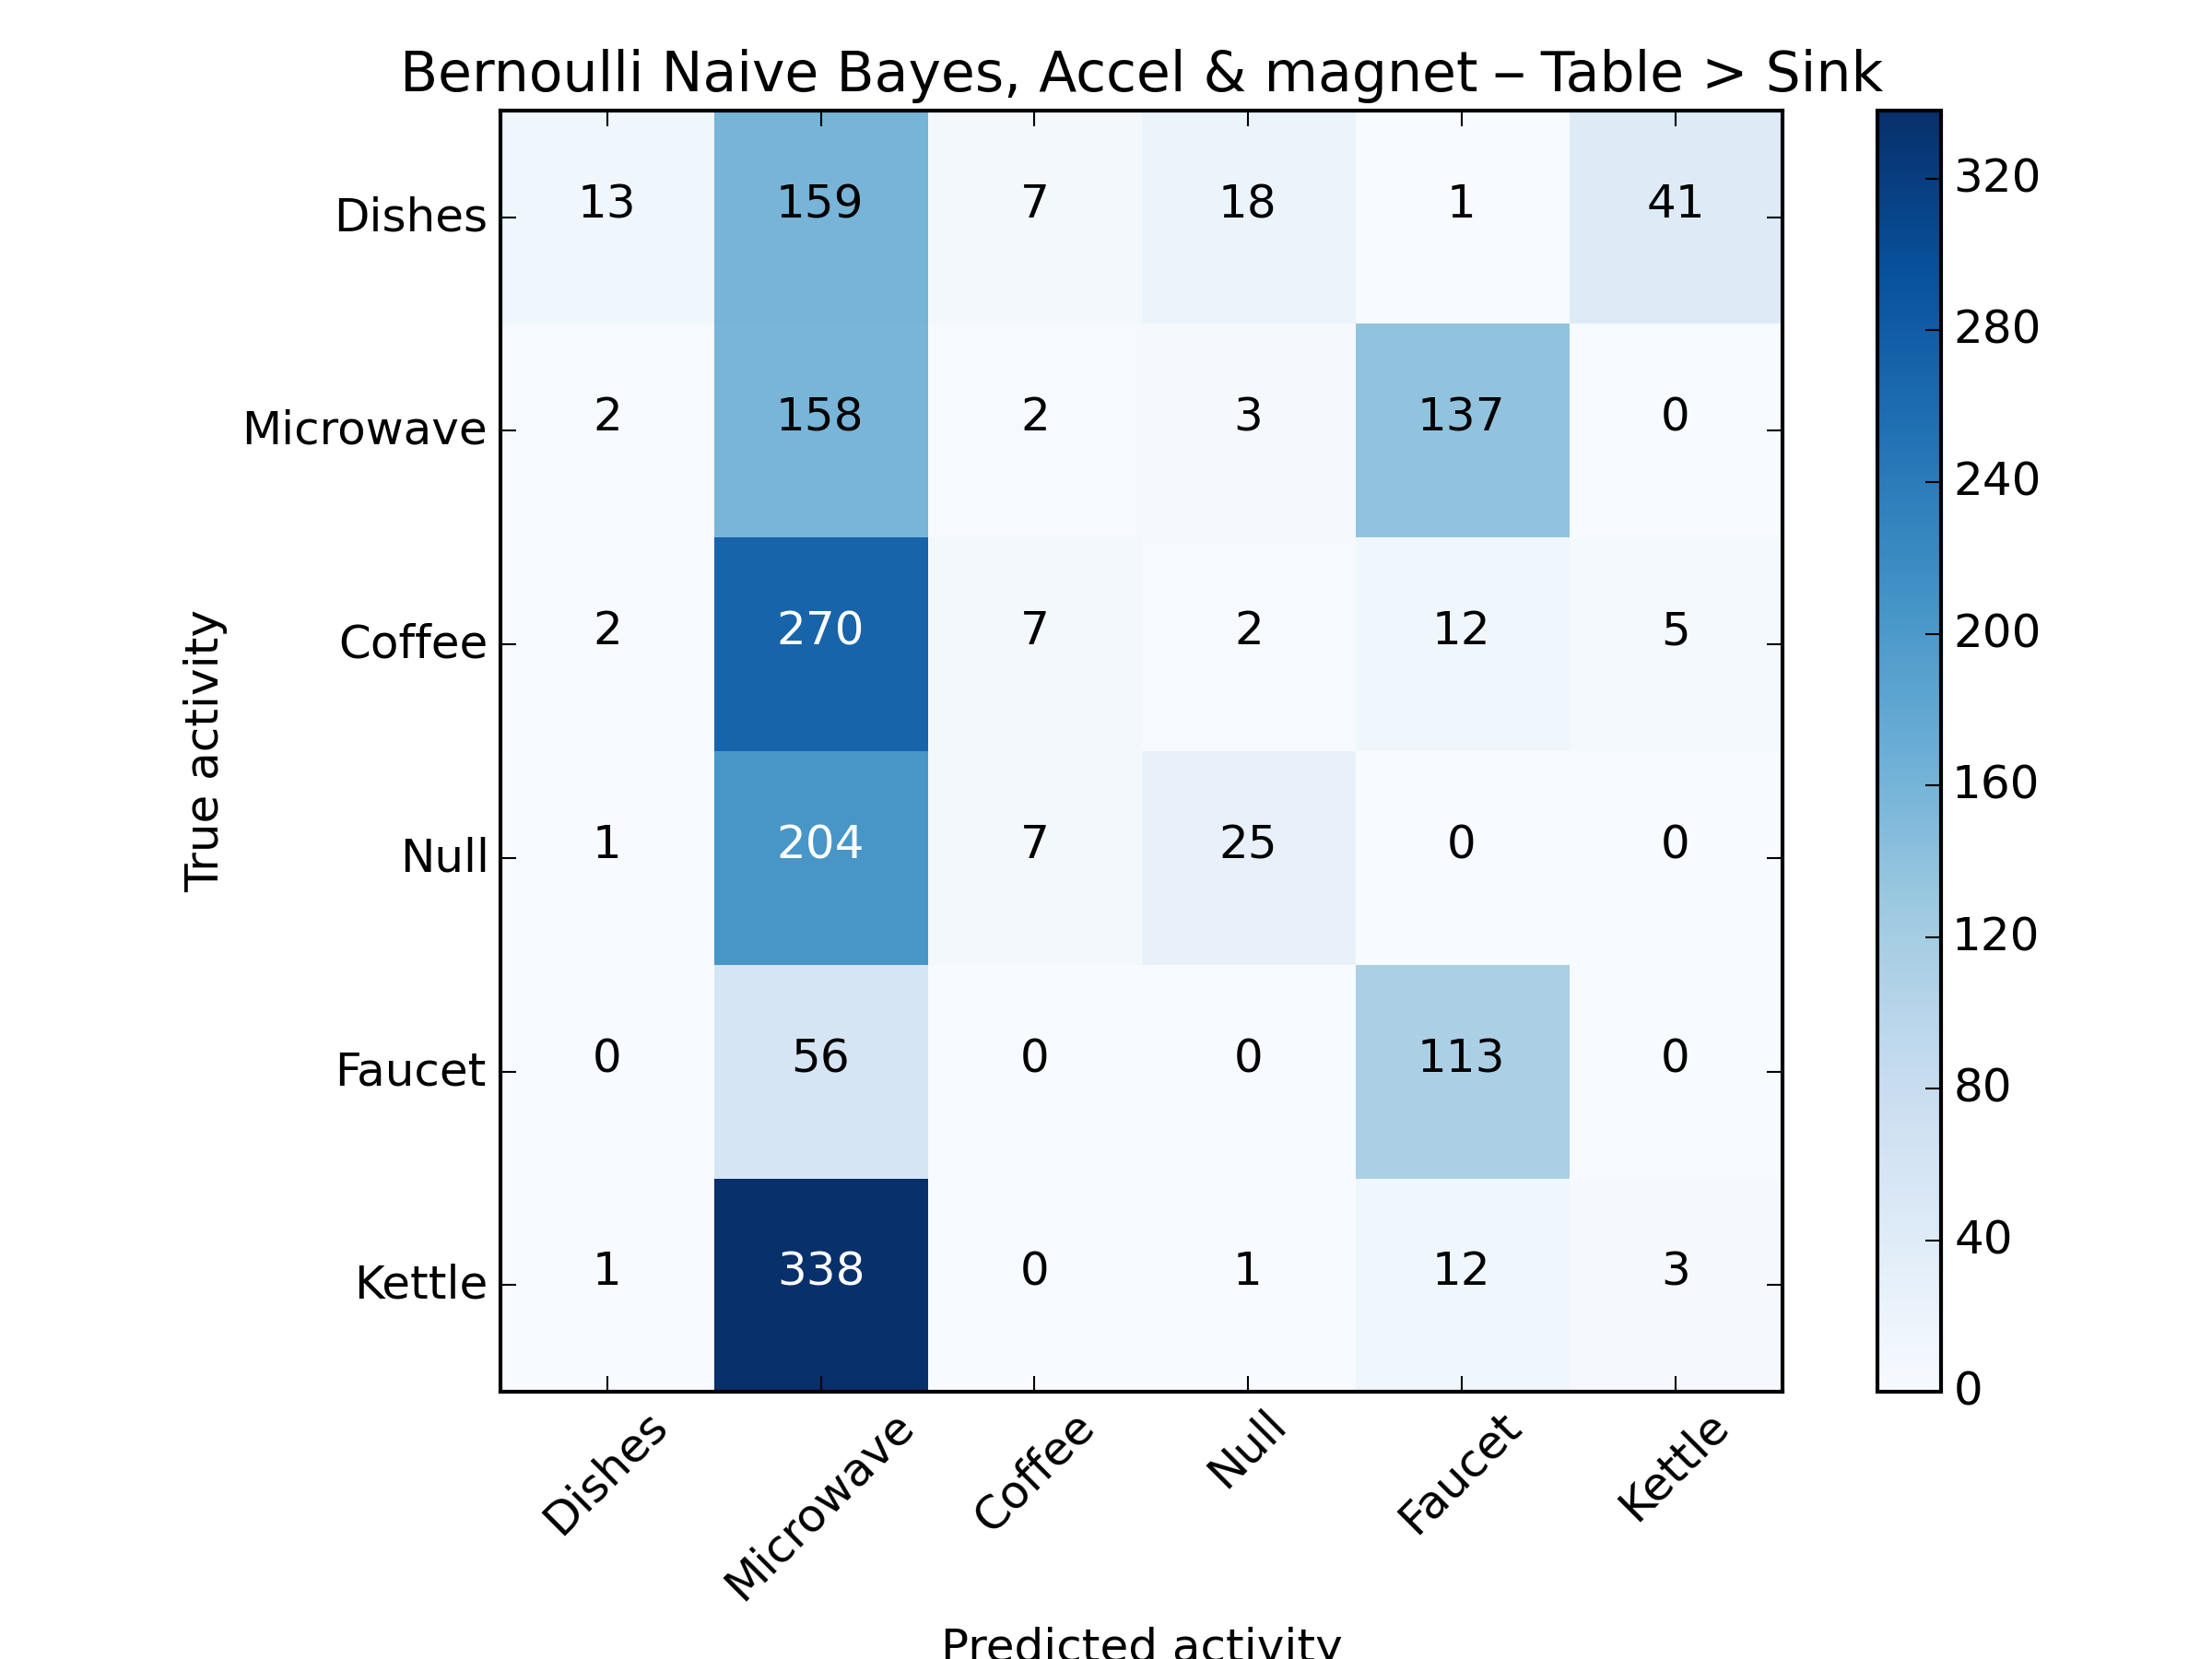 Bernoulli Naive Bayes, Accel & magnet – Table > Sink
Dishes 13 159 7 18 1 41
Microwave 2 158 2 3 137 0
Coffee 2 270 7 2 12 5
Null 1 204 7 25 0 0
Faucet 0 56 0 0 113 0
Kettle 1 338 0 1 12 3
True activity
Dishes Microwave Coffee Null Faucet Kettle
Predicted activity
320
280
240
200
160
120
80
40
0